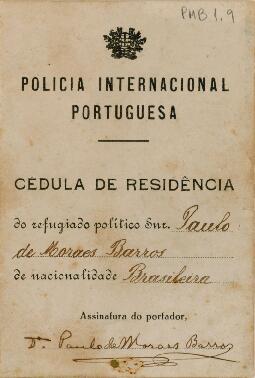 PMB 1.9
POLICIA INTERNACIONAL
PORTUGUESA
CÉDULA DE RESIDÊNCIA
do refugiado político Snr. Paulo
de Moraes Barros
de nacionalidade Brasileira
Assinatura do portador,
Dr. Paulo de Moraes Barros